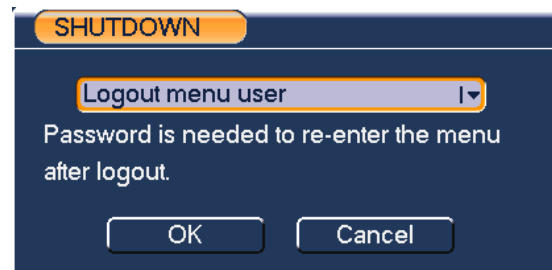 SHUTDOWN
Logout menu user
Password is needed to re-enter the menu
after logout.
OK Cancel